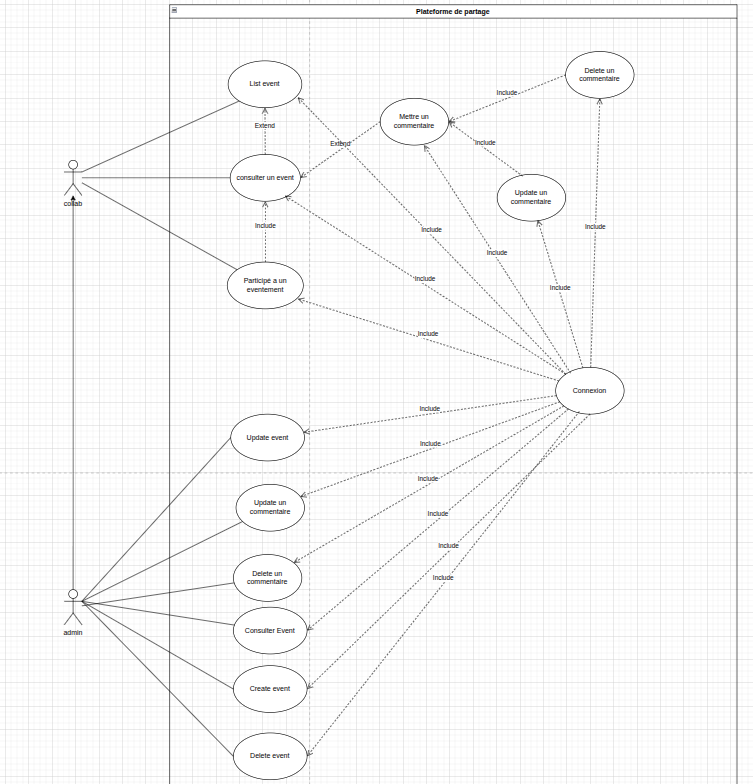 Plateforme de partage
Delete un
commentaire
List event
Include
Mettre un
commentaire
Extend
Extend
Include
consulter un event
collab
Update un
commentaire
Include
Include
Include
Include
Participé a un
eventement
Include
Include
Include
Connexion
Include
Update event
Include
Include
Update un
commentaire
Include
Include
Delete un
commentaire
Include
admin
Consulter Event
Create event
Delete event